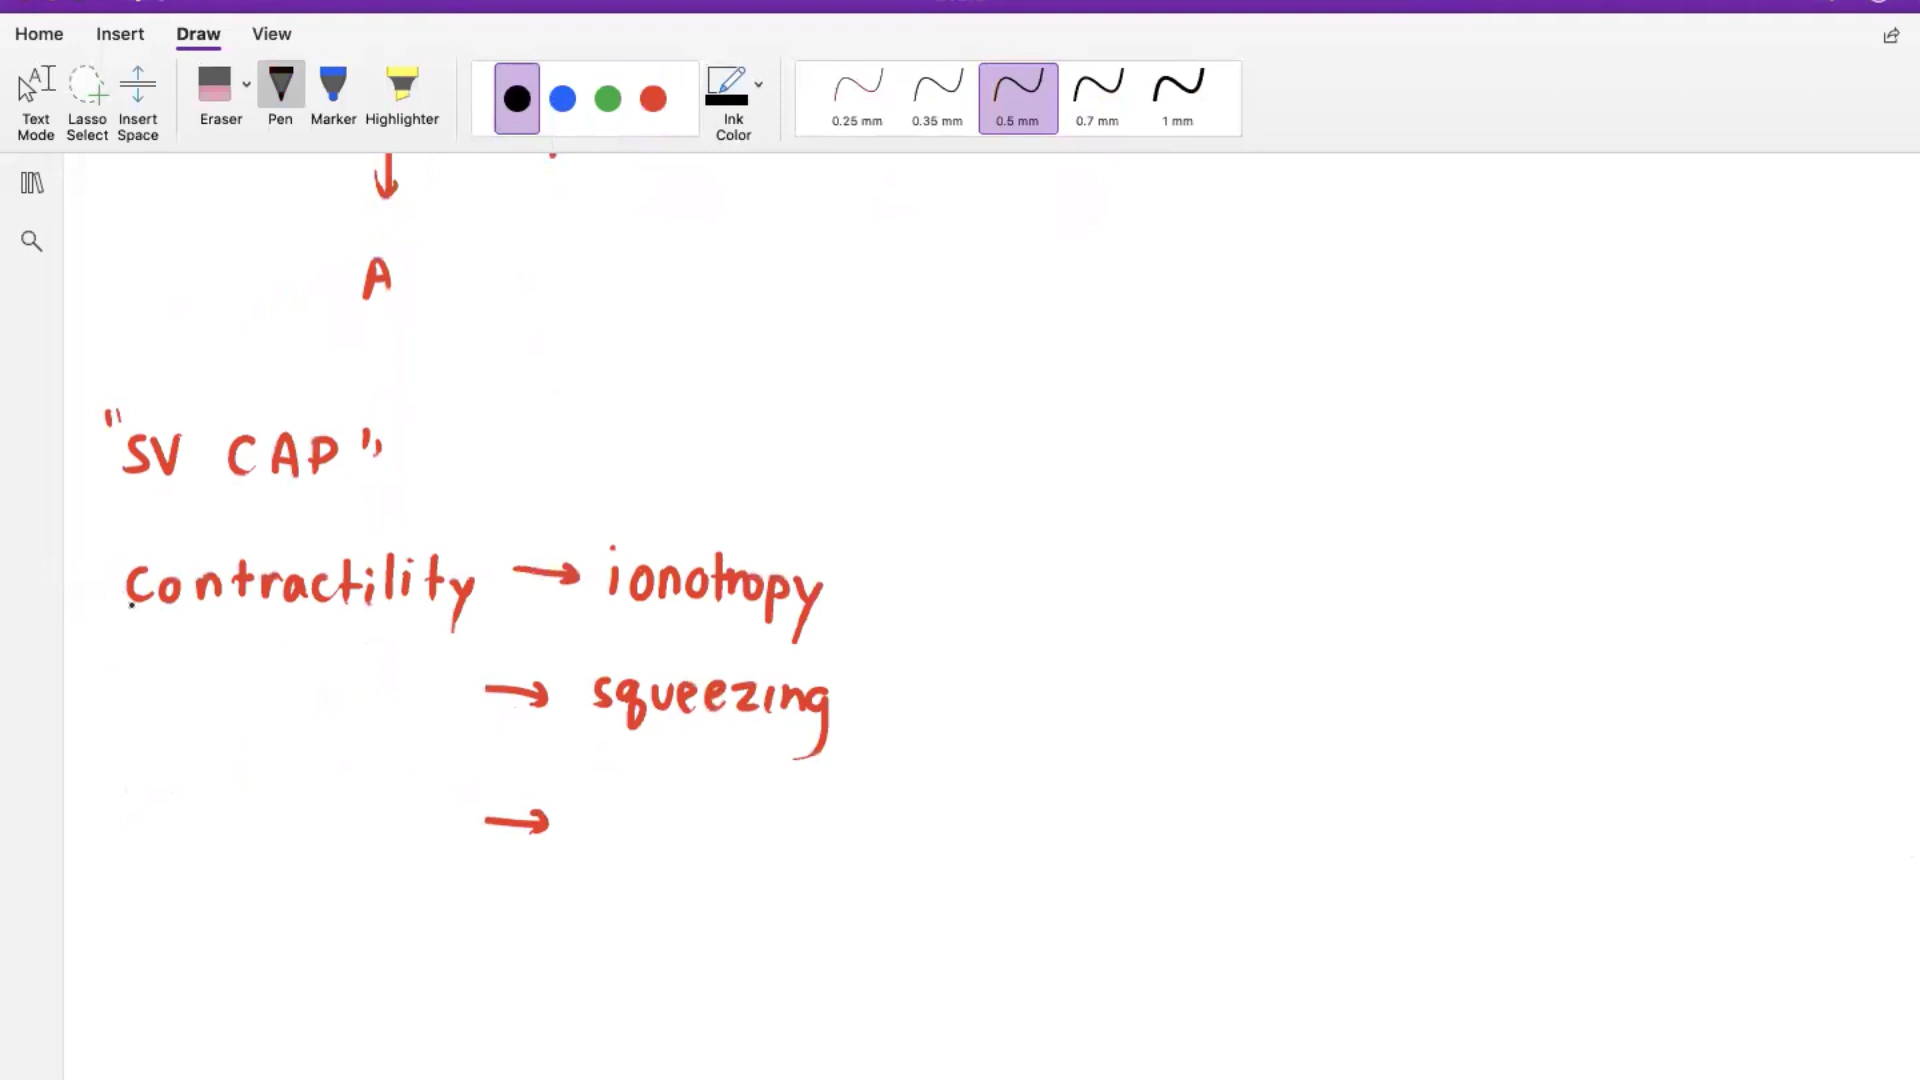 Home Insert Draw View
Text Mode
Lasso Select
Insert Space
Eraser
Pen
Marker
Highlighter
Ink Color
0.25 mm
0.35 mm
0.5 mm
0.7 mm
1 mm
A
"SV CAP"
contractility → ionotropy
→ squeezing
→